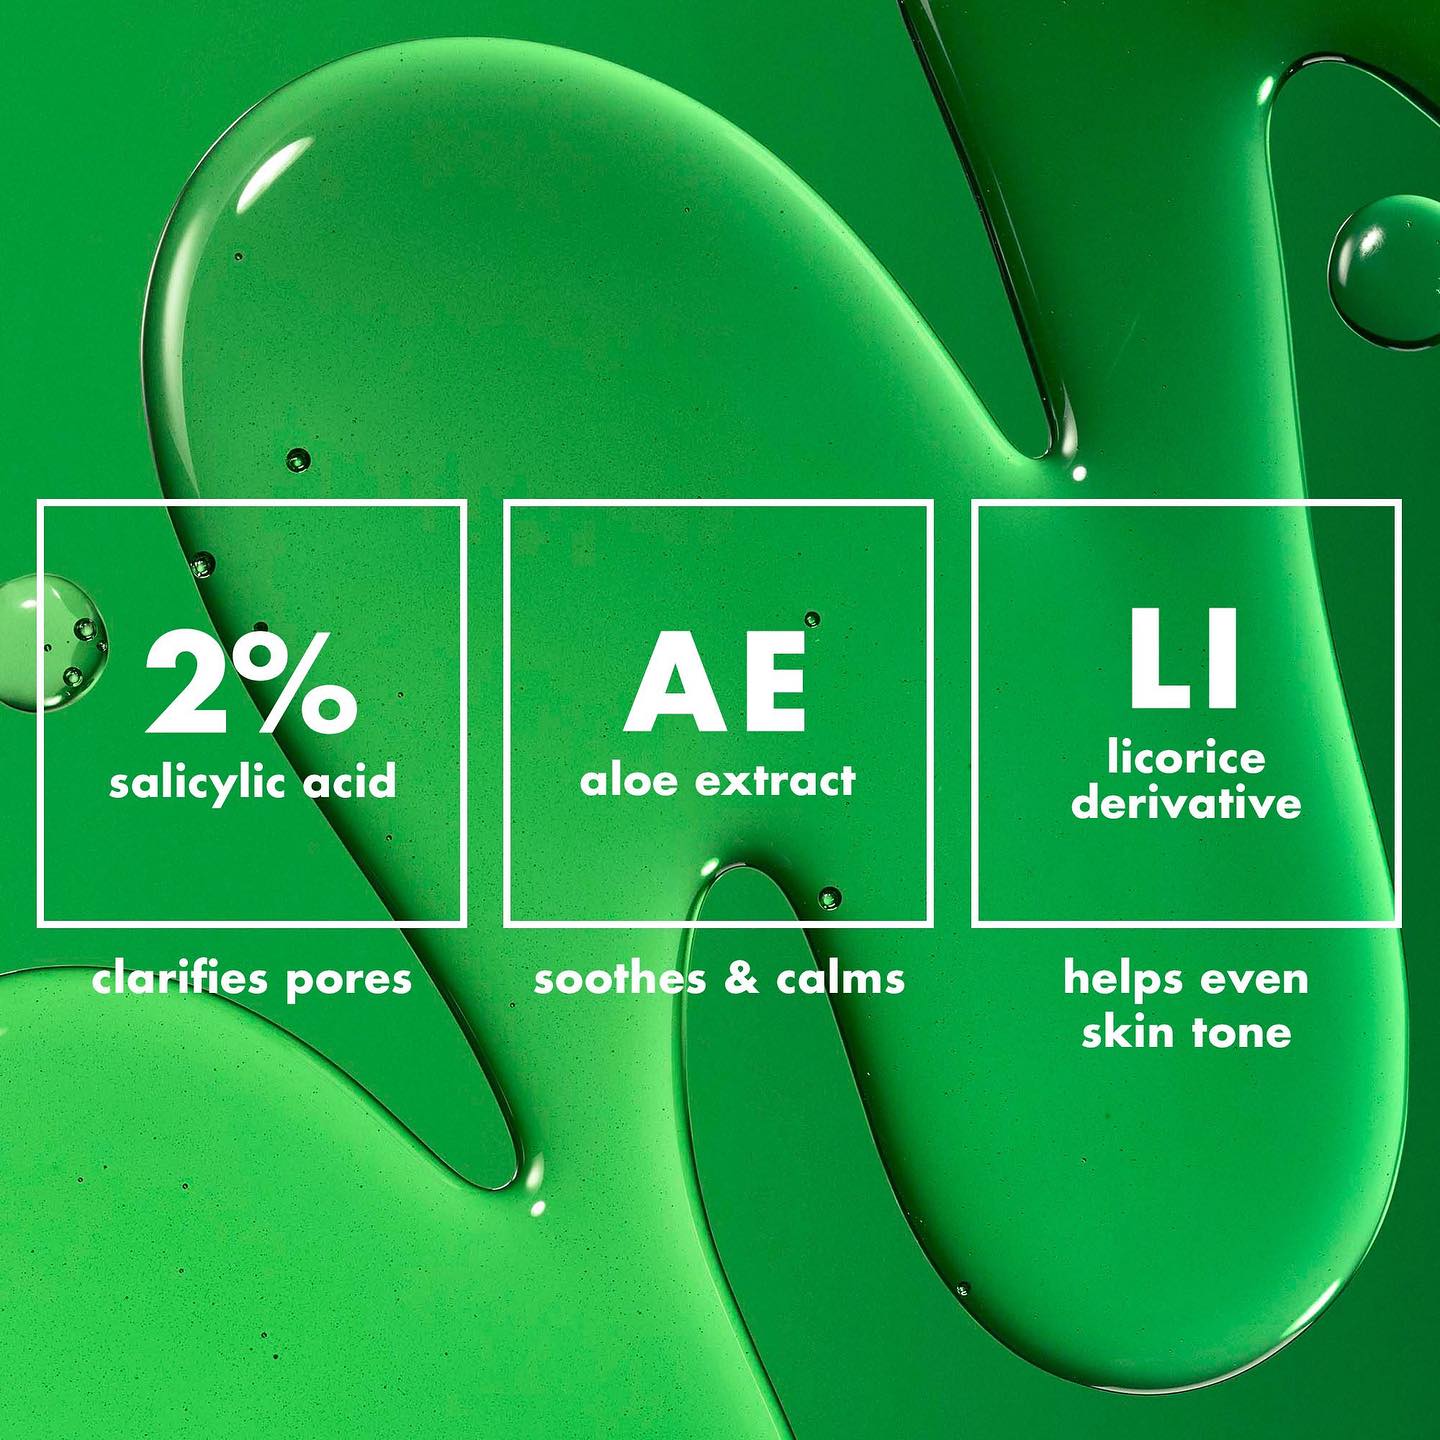 2%
salicylic acid
clarifies pores
AE
aloe extract
soothes & calms
LI
licorice
derivative
helps even
skin tone